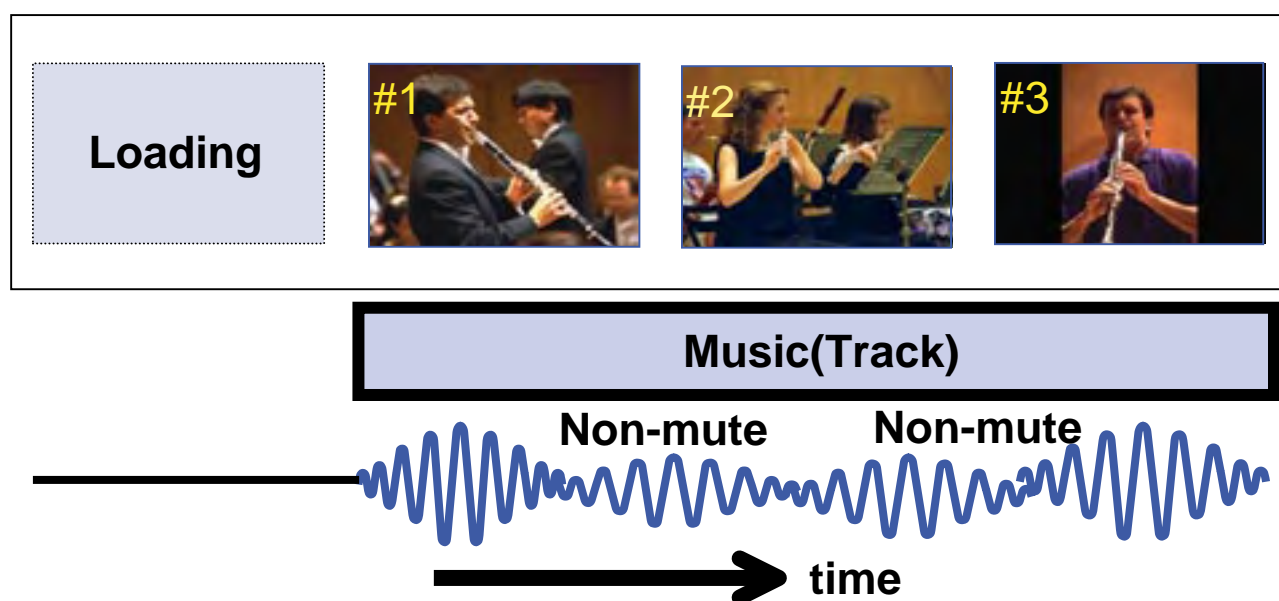 Loading
#1
#2
#3
Music(Track)
Non-mute
Non-mute
time